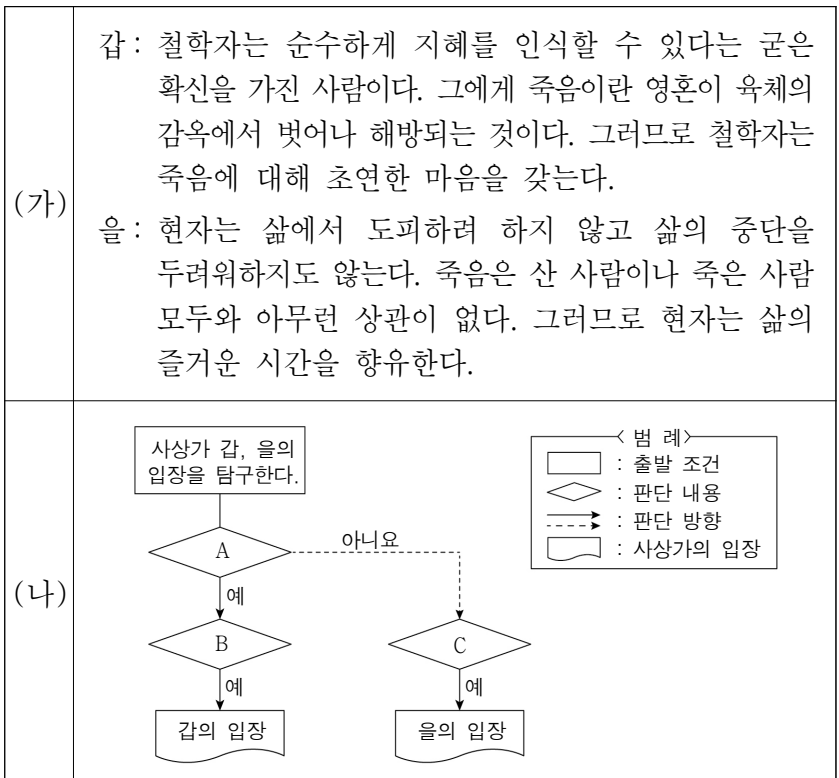 (가)
갑: 철학자는 순수하게 지혜를 인식할 수 있다는 굳은
확신을 가진 사람이다. 그에게 죽음이란 영혼이 육체의
감옥에서 벗어나 해방되는 것이다. 그러므로 철학자는
죽음에 대해 초연한 마음을 갖는다.
을: 현자는 삶에서 도피하려 하지 않고 삶의 중단을
두려워하지도 않는다. 죽음은 산 사람이나 죽은 사람
모두와 아무런 상관이 없다. 그러므로 현자는 삶의
즐거운 시간을 향유한다.
(나)
사상가 갑, 을의
입장을 탐구한다.
A
아니요
예
B
C
예
예
갑의 입장
을의 입장
<범 례>
: 출발 조건
: 판단 내용
: 판단 방향
: 사상가의 입장